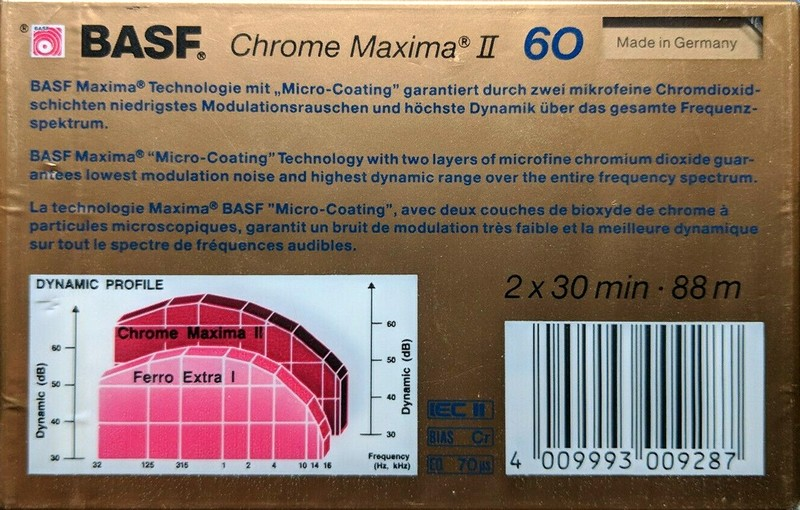 ® BASF® Chrome Maxima® II 60 Made in Germany
BASF Maxima® Technologie mit „Micro-Coating" garantiert durch zwei mikrofeine Chromdioxid-
schichten niedrigstes Modulationsrauschen und höchste Dynamik über das gesamte Frequenz-
spektrum.
BASF Maxima® "Micro-Coating" Technology with two layers of microfine chromium dioxide guar-
antees lowest modulation noise and highest dynamic range over the entire frequency spectrum.
La technologie Maxima® BASF "Micro-Coating", avec deux couches de bioxyde de chrome à
particules microscopiques, garantit un bruit de modulation très faible et la meilleure dynamique
sur tout le spectre de fréquences audibles.
DYNAMIC PROFILE
2 x 30 min · 88 m
Chrome Maxima II
Ferro Extra I
Dynamic (dB)
60
50
40
30
60
50
40
30
Dynamic (dB)
32 125 315 1 2 4 10 14 16
Frequency
(Hz, kHz)
IEC II
BIAS Cr
EQ 70µs
4 009993 009287